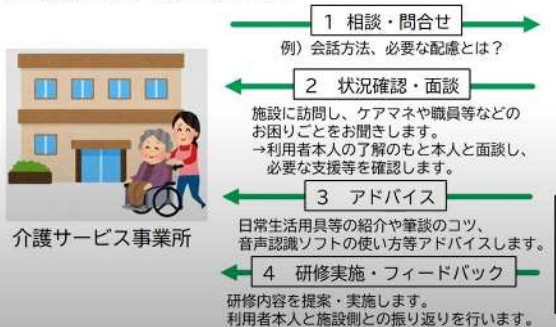 1 相談・問合せ
例）会話方法、必要な配慮とは？
2 状況確認・面談
施設に訪問し、ケアマネや職員等などの
お困りごとをお聞きします。
→利用者本人の了解のもと本人と面談し、
必要な支援等を確認します。
3 アドバイス
日常生活用具等の紹介や筆談のコツ、
音声認識ソフトの使い方等アドバイスします。
介護サービス事業所
4 研修実施・フィードバック
研修内容を提案・実施します。
利用者本人と施設側との振り返りを行います。